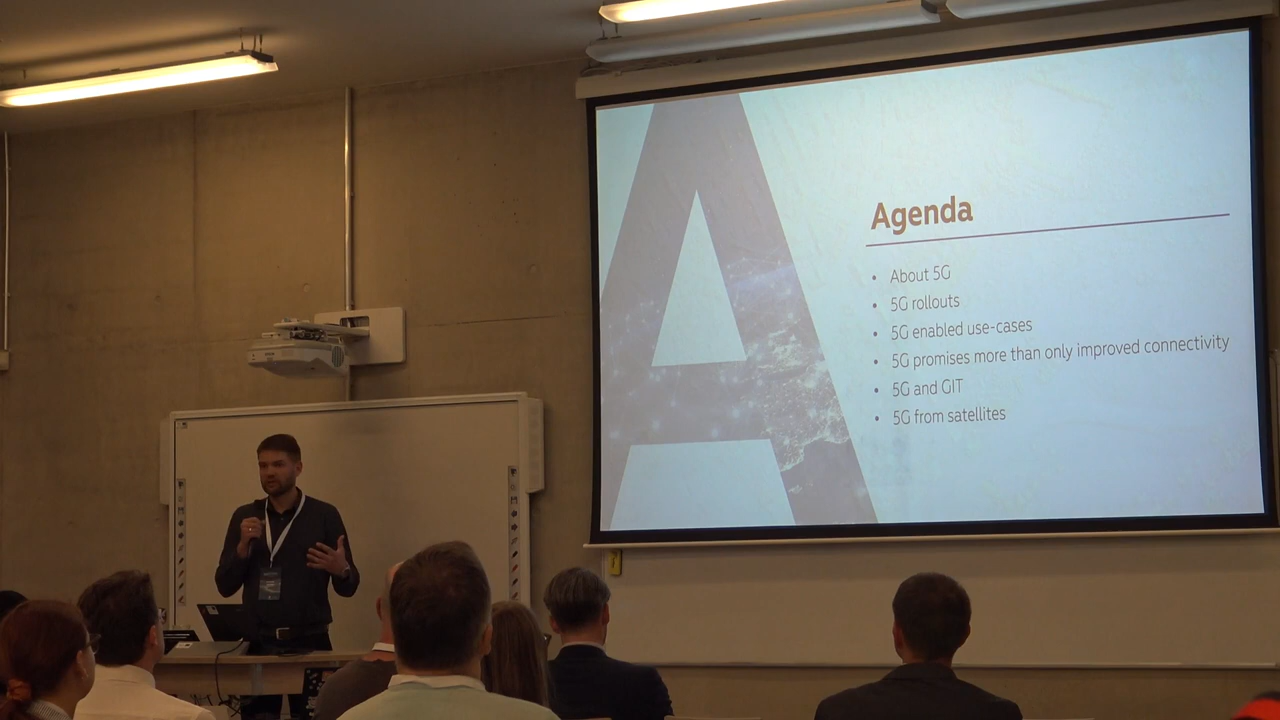 Agenda
• About 5G
• 5G rollouts
• 5G enabled use-cases
• 5G promises more than only improved connectivity
• 5G and GIT
• 5G from satellites